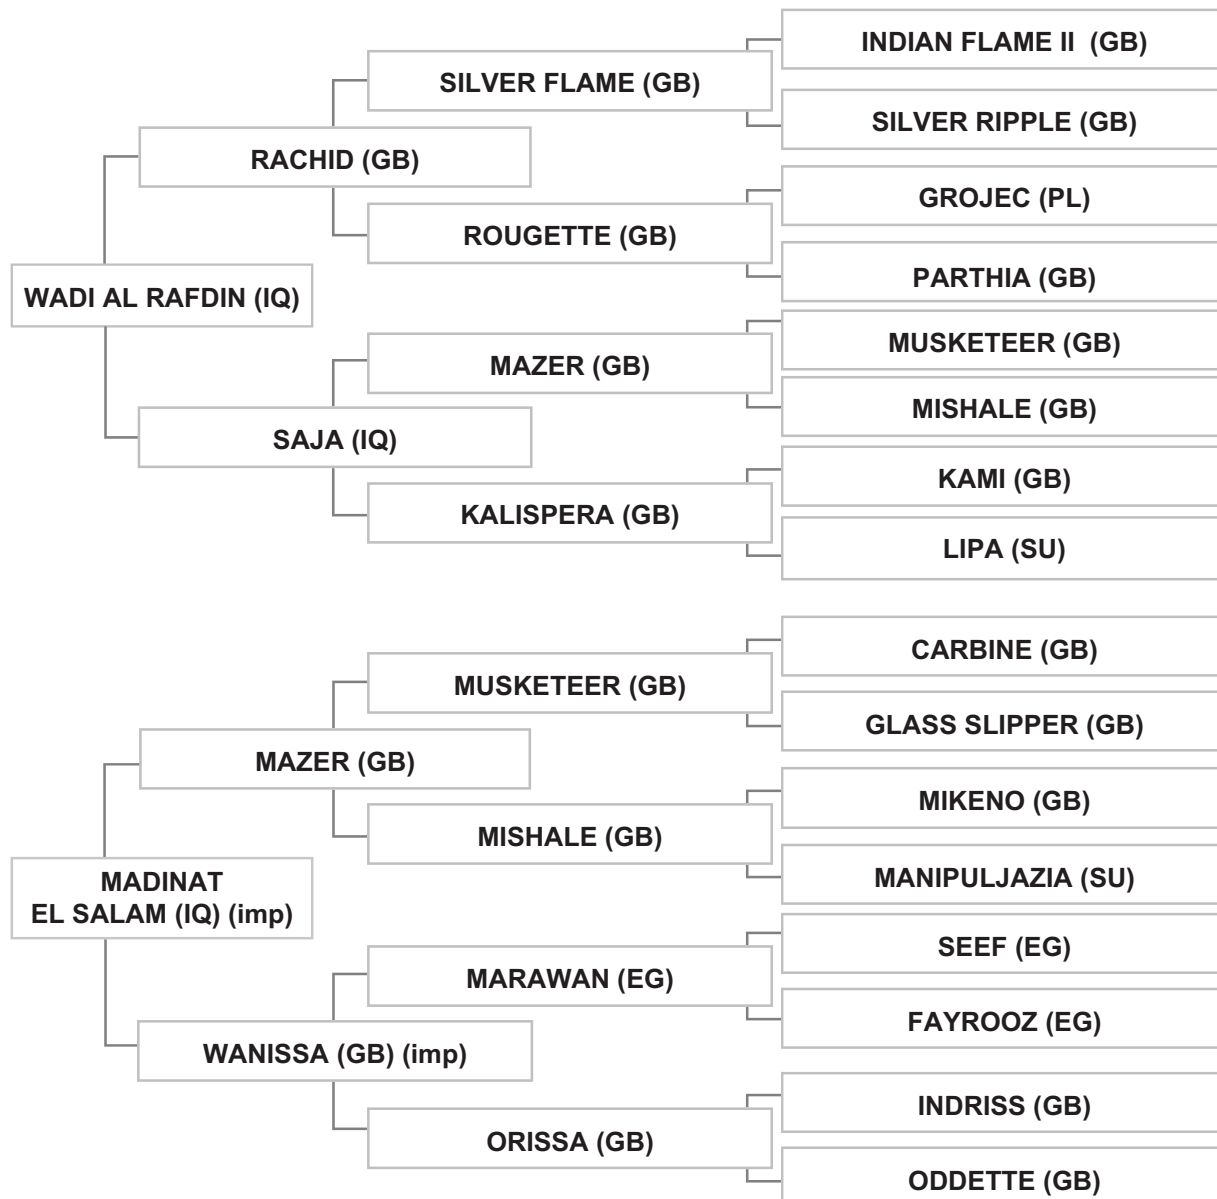 INDIAN FLAME II (GB)
SILVER FLAME (GB)
SILVER RIPPLE (GB)
RACHID (GB)
GROJEC (PL)
ROUGETTE (GB)
PARTHIA (GB)
WADI AL RAFDIN (IQ)
MUSKETEER (GB)
MAZER (GB)
MISHALE (GB)
SAJA (IQ)
KAMI (GB)
KALISPERA (GB)
LIPA (SU)
CARBINE (GB)
MUSKETEER (GB)
GLASS SLIPPER (GB)
MAZER (GB)
MIKENO (GB)
MISHALE (GB)
MANIPULJAZIA (SU)
MADINAT
EL SALAM (IQ) (imp)
SEEF (EG)
MARAWAN (EG)
FAYROOZ (EG)
WANISSA (GB) (imp)
INDRISS (GB)
ORISSA (GB)
ODDETTE (GB)